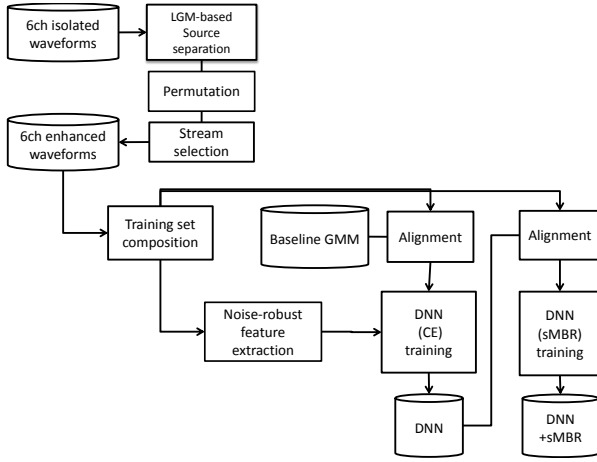 6ch isolated
waveforms
LGM-based
Source
separation
Permutation
6ch enhanced
waveforms
Stream
selection
Training set
composition
Baseline GMM
Alignment
Alignment
Noise-robust
feature
extraction
DNN
(CE)
training
DNN
(sMBR)
training
DNN
DNN
+sMBR